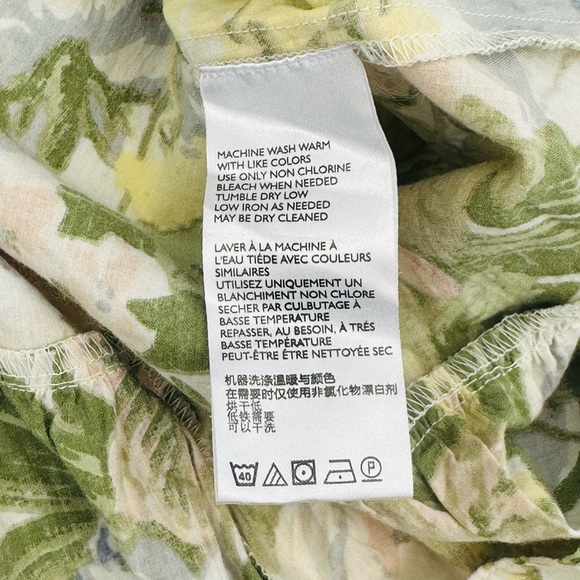 MACHINE WASH WARM
WITH LIKE COLORS
USE ONLY NON CHLORINE
BLEACH WHEN NEEDED
TUMBLE DRY LOW
LOW IRON AS NEEDED
MAY BE DRY CLEANED
LAVER À LA MACHINE À
L'EAU TIÉDE AVEC COULEURS
SIMILAIRES
UTILISEZ UNIQUEMENT UN
BLANCHIMENT NON CHLORE
SECHER PAR CULBUTAGE À
BASSE TEMPERATURE
REPASSER, AU BESOIN, À TRÉS
BASSE TEMPÉRATURE
PEUT-ÊTRE ÊTRE NETTOYÉE SEC
机器洗涤温暖与颜色
在需要时仅使用非氯化物漂白剂
烘干低
低铁需要
可以干洗
40 P